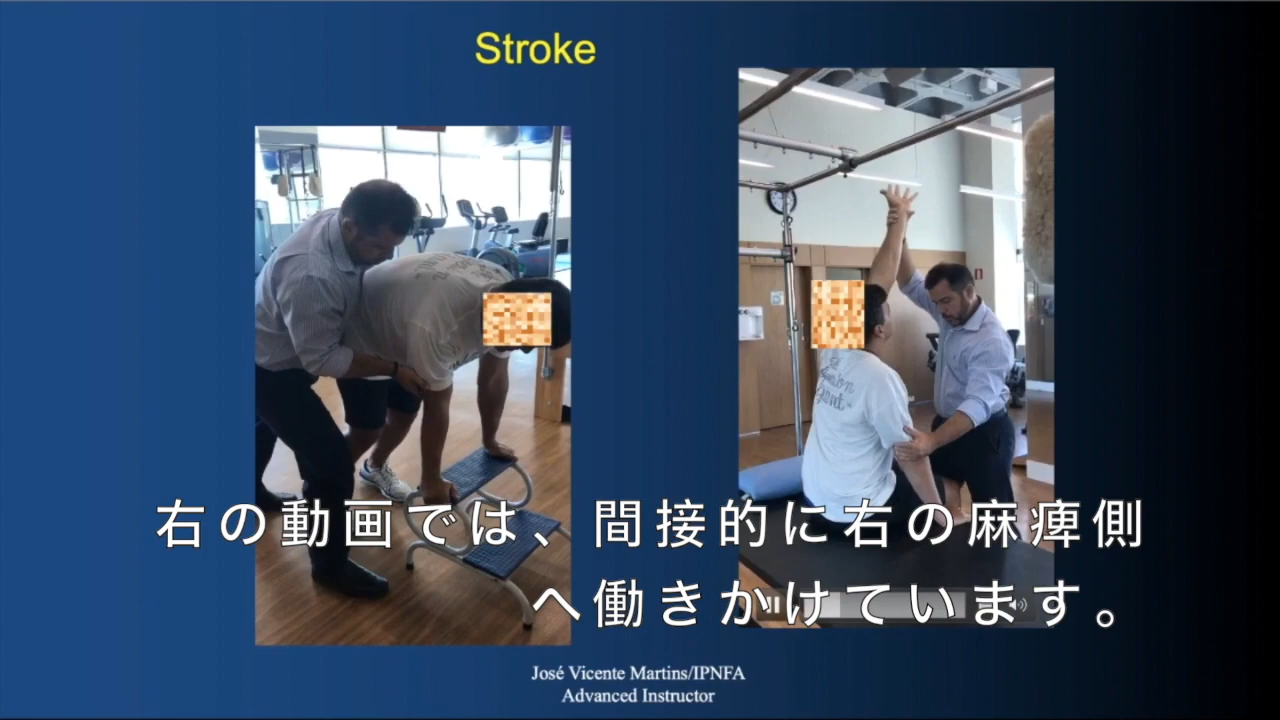 Stroke
右の動画では、間接的に右の麻痺側
へ働きかけています。
José Vicente Martins/IPNFA
Advanced Instructor